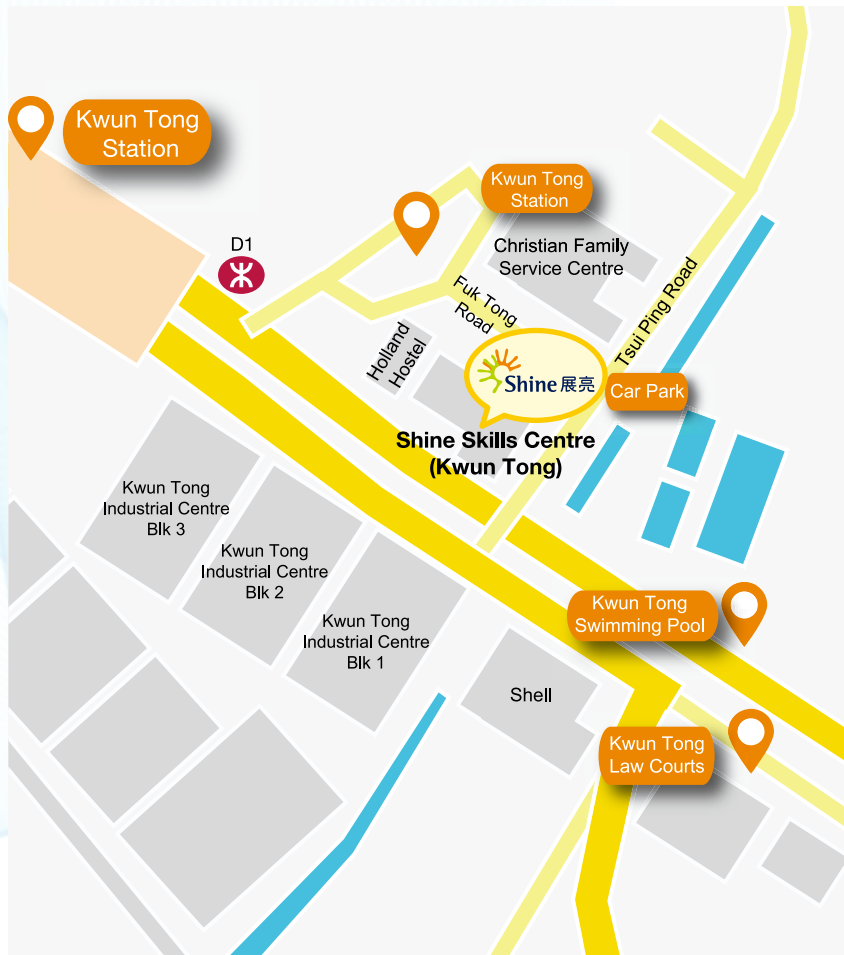 Kwun Tong
Station
Kwun Tong
Station
D1
Christian Family
Service Centre
Fuk Tong
Road
Tsui Ping Road
Holland
Hostel
Shine 展亮
Car Park
Shine Skills Centre
(Kwun Tong)
Kwun Tong
Industrial Centre
Blk 3
Kwun Tong
Industrial Centre
Blk 2
Kwun Tong
Industrial Centre
Blk 1
Kwun Tong
Swimming Pool
Shell
Kwun Tong
Law Courts